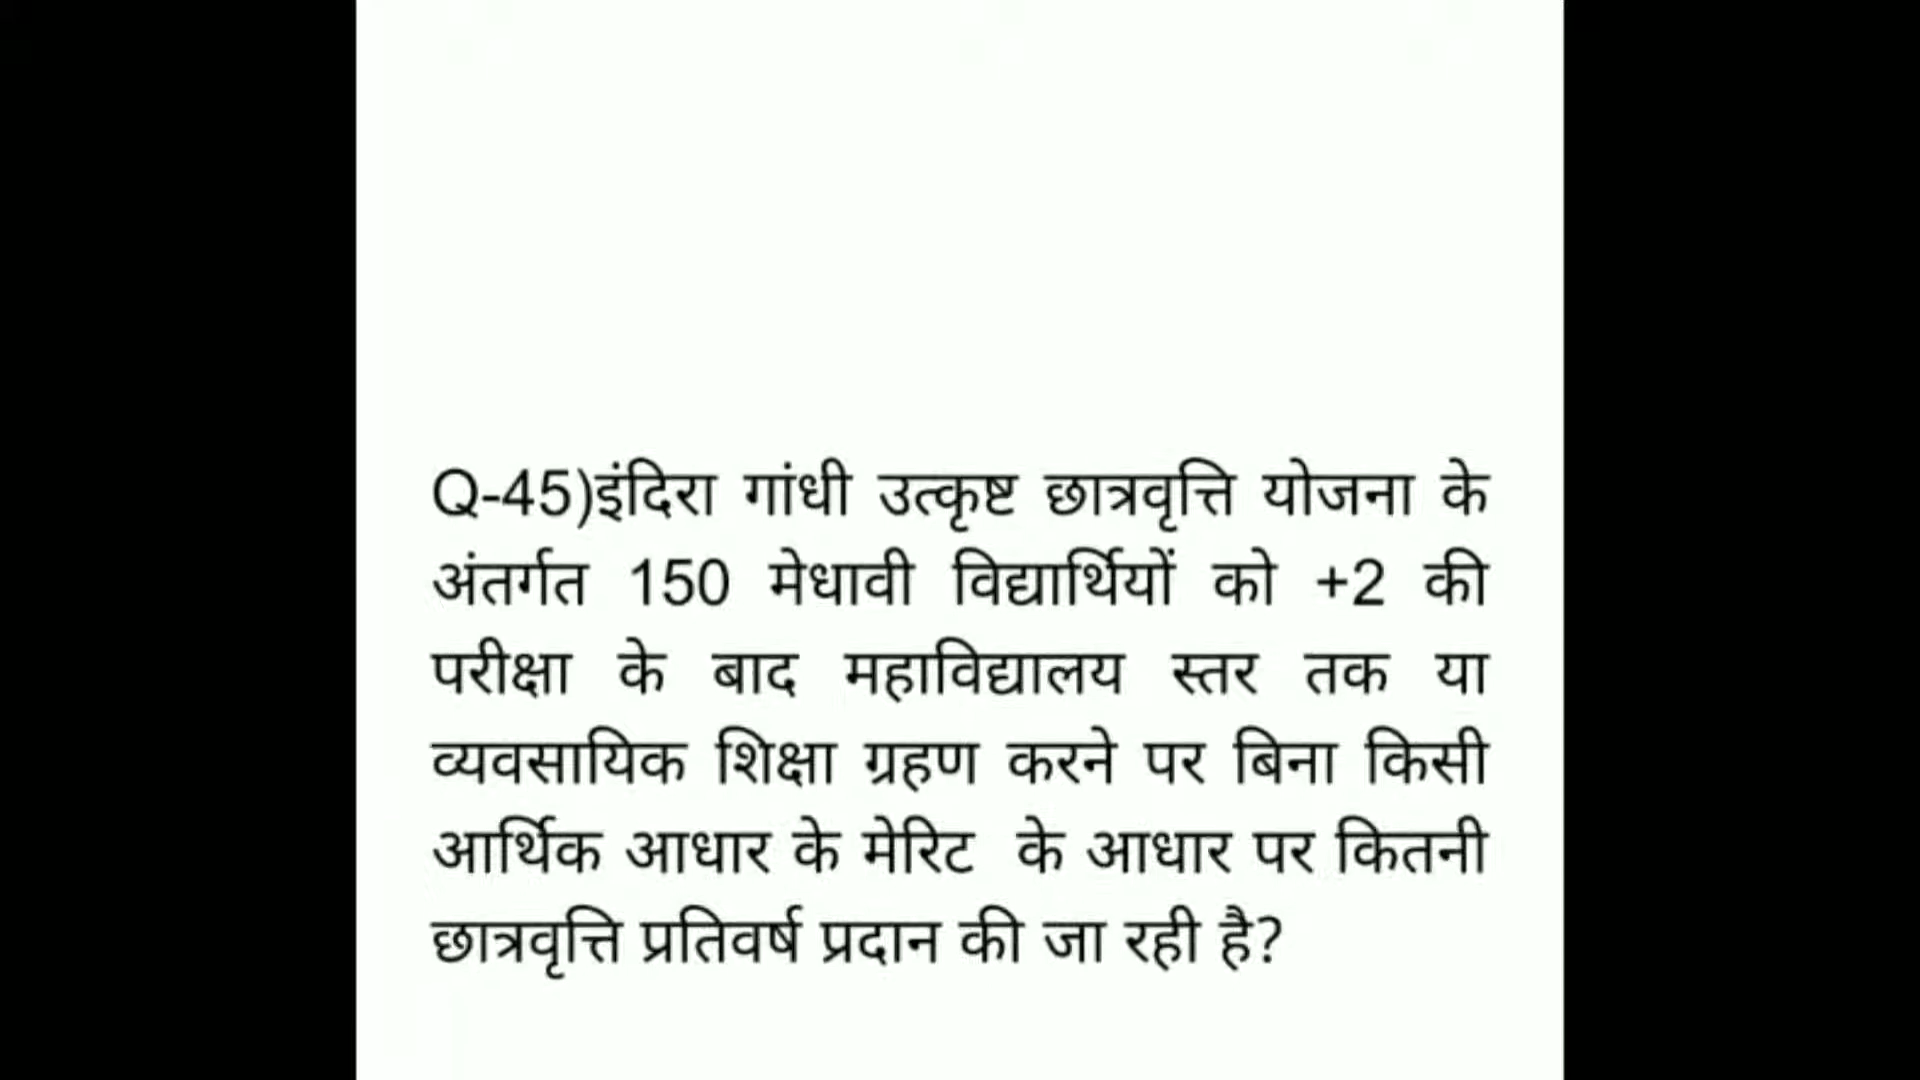 Q-45)इंदिरा गांधी उत्कृष्ट छात्रवृत्ति योजना के
अंतर्गत 150 मेधावी विद्यार्थियों को +2 की
परीक्षा के बाद महाविद्यालय स्तर तक या
व्यवसायिक शिक्षा ग्रहण करने पर बिना किसी
आर्थिक आधार के मेरिट के आधार पर कितनी
छात्रवृत्ति प्रतिवर्ष प्रदान की जा रही है?